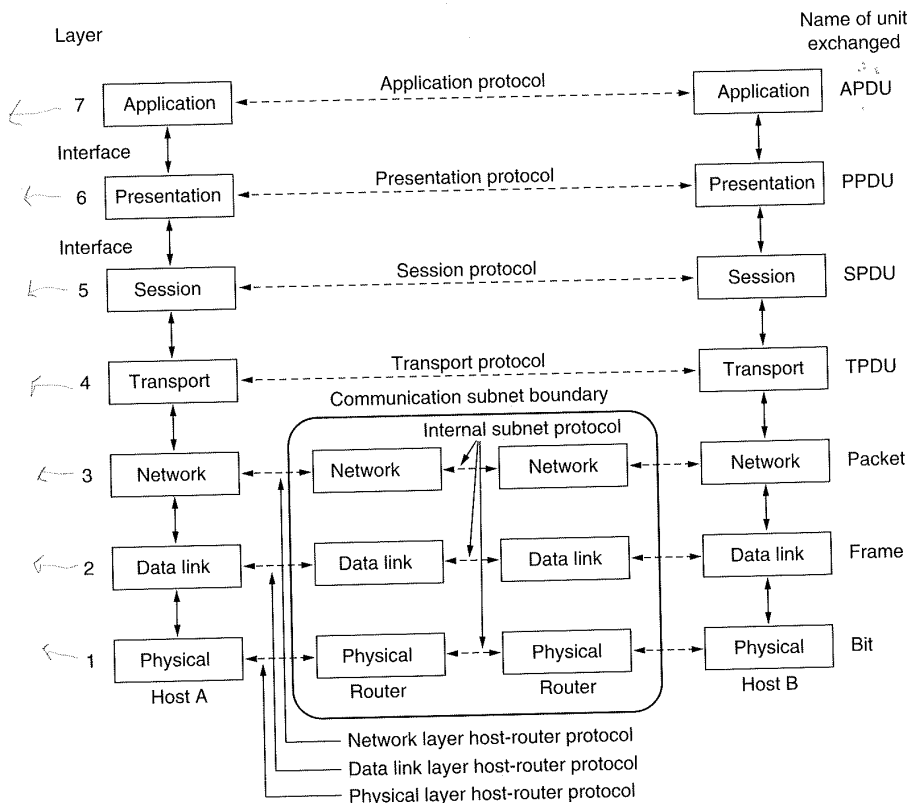 Layer
Name of unit
exchanged
7 Application Application protocol Application APDU
Interface
6 Presentation Presentation protocol Presentation PPDU
Interface
5 Session Session protocol Session SPDU
4 Transport Transport protocol Transport TPDU
Communication subnet boundary
Internal subnet protocol
3 Network Network Network Network Packet
2 Data link Data link Data link Data link Frame
1 Physical Physical Physical Physical Bit
Host A Router Router Host B
Network layer host-router protocol
Data link layer host-router protocol
Physical layer host-router protocol